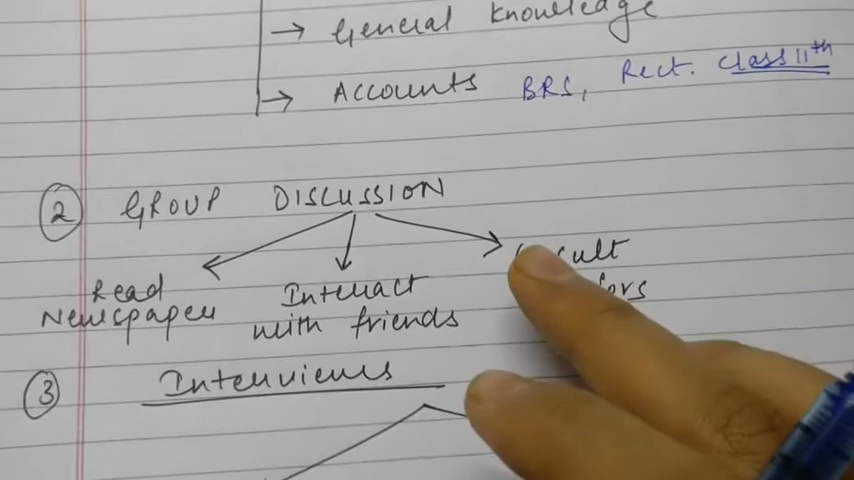 → General Knowledge
→ Accounts BRS, Rect. Class 11th
② GROUP DISCUSSION
Read Newspaper
Interact with friends
③ Interviews